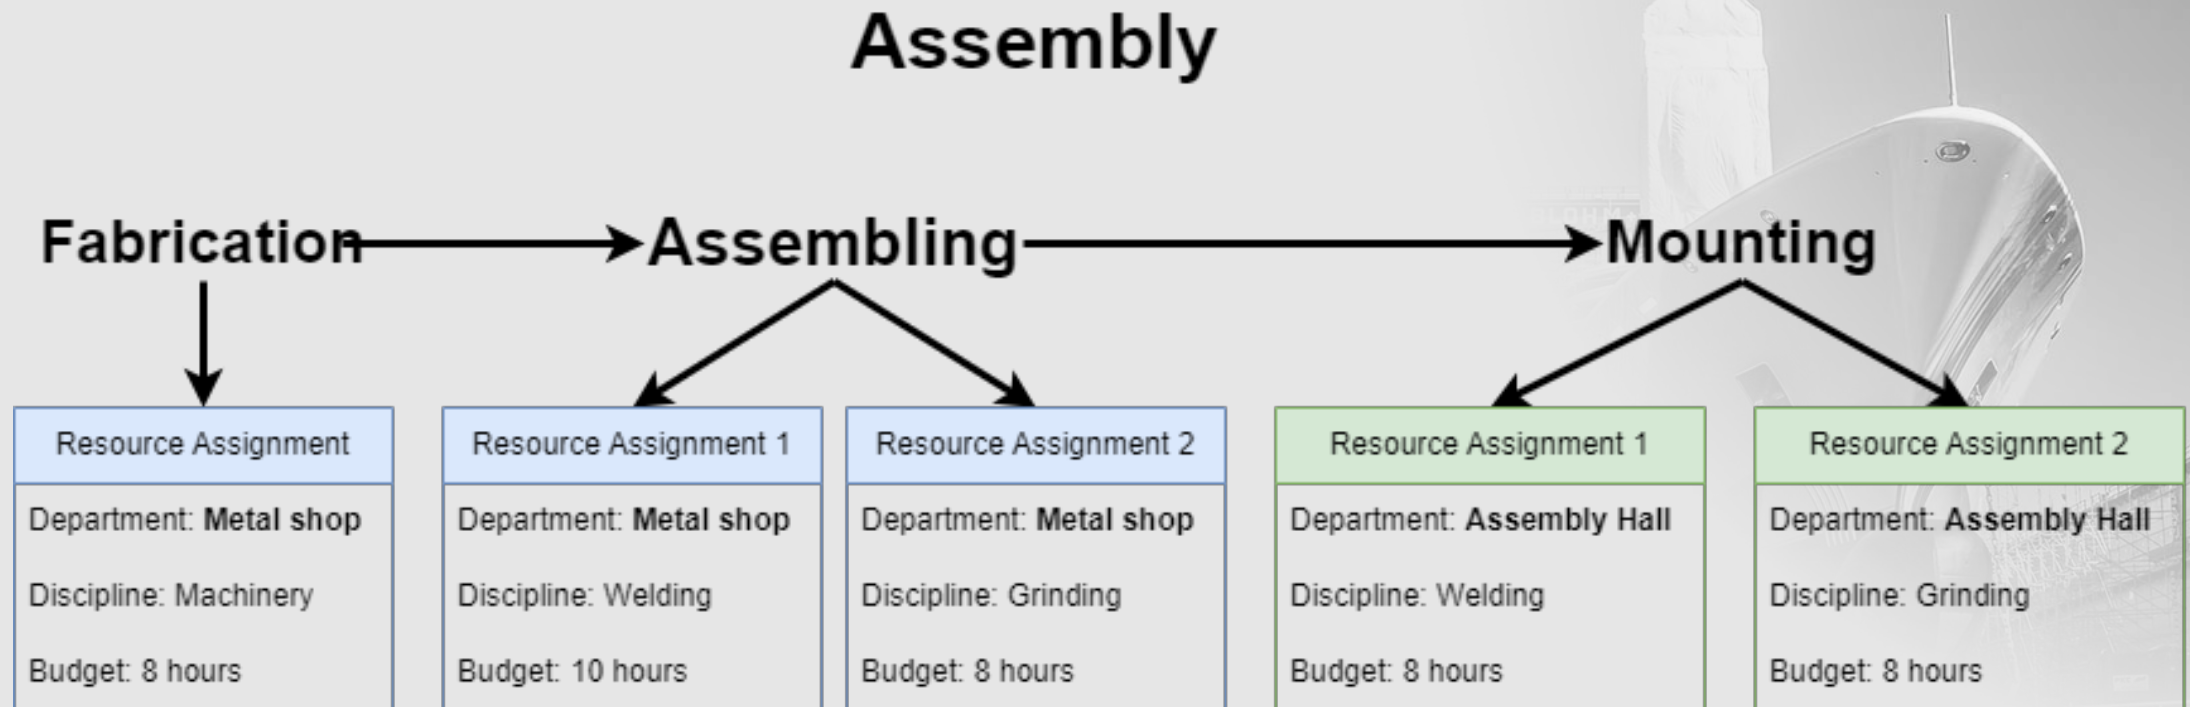 Assembly
Fabrication
Assembling
Mounting
Resource Assignment
Department: Metal shop
Discipline: Machinery
Budget: 8 hours
Resource Assignment 1
Department: Metal shop
Discipline: Welding
Budget: 10 hours
Resource Assignment 2
Department: Metal shop
Discipline: Grinding
Budget: 8 hours
Resource Assignment 1
Department: Assembly Hall
Discipline: Welding
Budget: 8 hours
Resource Assignment 2
Department: Assembly Hall
Discipline: Grinding
Budget: 8 hours